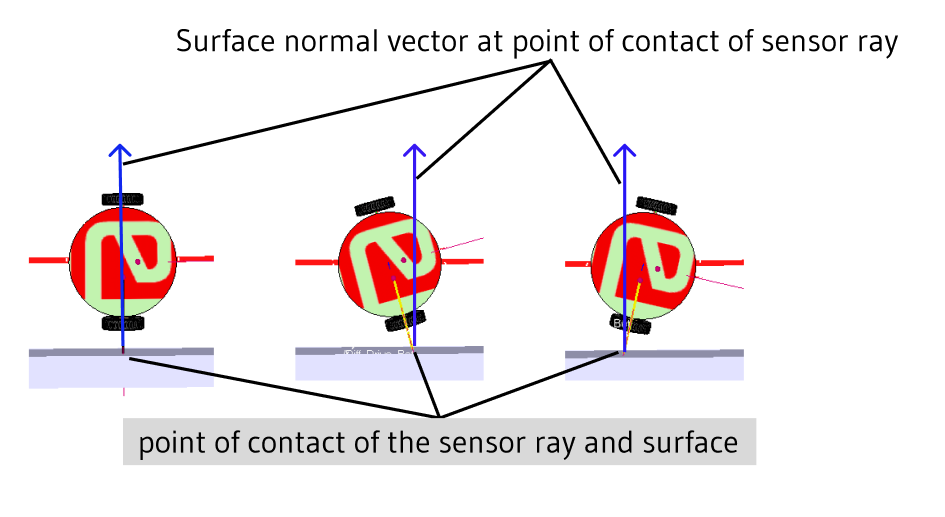 Surface normal vector at point of contact of sensor ray
point of contact of the sensor ray and surface